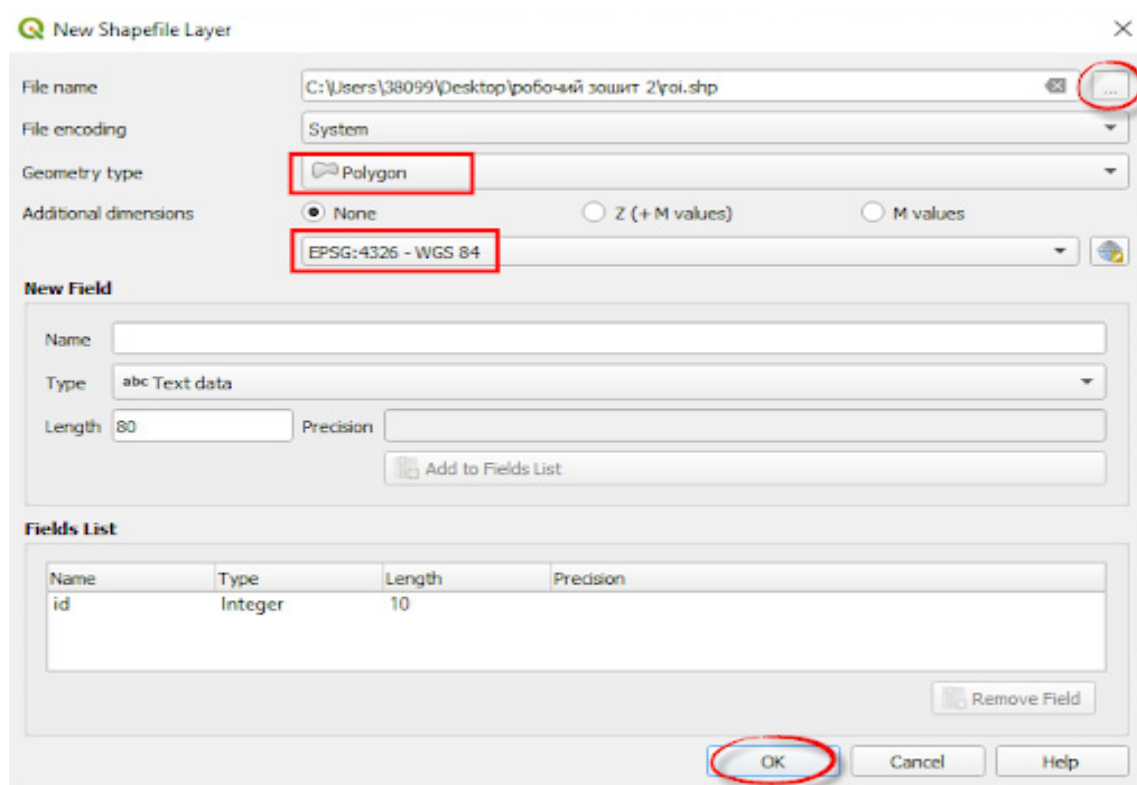 New Shapefile Layer
File name C:\Users\38099\Desktop\робочий зошит 2\roi.shp ...
File encoding System
Geometry type Polygon
Additional dimensions None Z (+ M values) M values
EPSG:4326 - WGS 84
New Field
Name
Type abc Text data
Length 80 Precision
Add to Fields List
Fields List
Name Type Length Precision
id Integer 10
Remove Field
OK Cancel Help